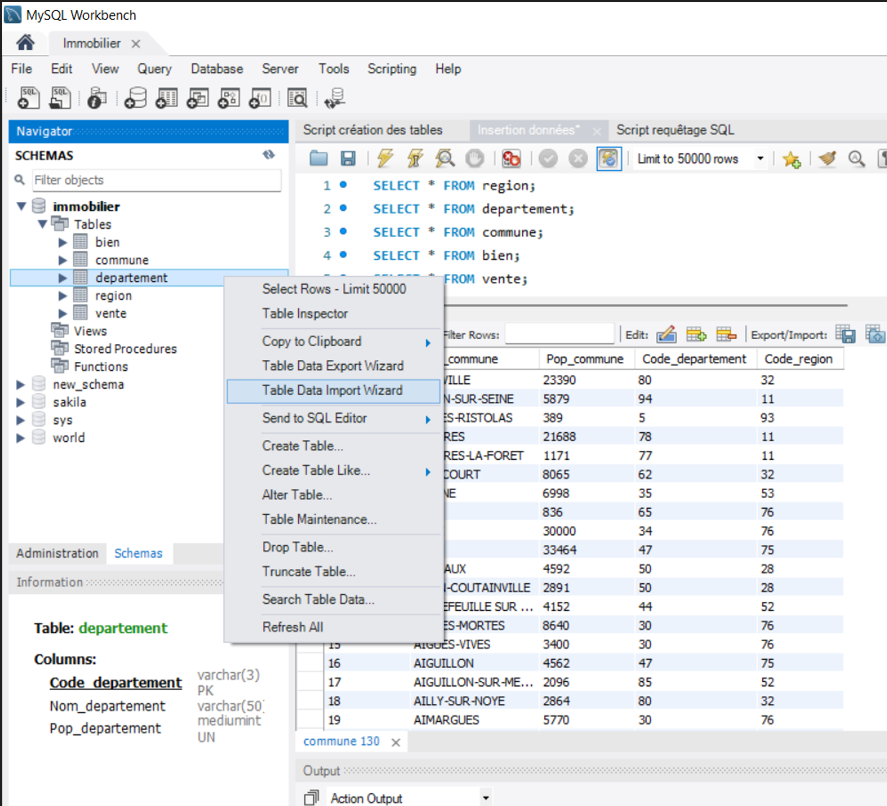 MySQL Workbench
Immobilier
File Edit View Query Database Server Tools Scripting Help
Navigator
SCHEMAS
Filter objects
immobilier
Tables
bien
commune
departement
region
vente
Views
Stored Procedures
Functions
new_schema
sakila
sys
world
Administration Schemas
Information
Table: departement
Columns:
Code_departement varchar(3) PK
Nom_departement varchar(50)
Pop_departement mediumint UN
Script création des tables Insertion données* Script requêtage SQL
Limit to 50000 rows
1 SELECT * FROM region;
2 SELECT * FROM departement;
3 SELECT * FROM commune;
4 SELECT * FROM bien;
SELECT * FROM vente;
Select Rows - Limit 50000
Table Inspector
Copy to Clipboard
Table Data Export Wizard
Table Data Import Wizard
Send to SQL Editor
Create Table...
Create Table Like...
Alter Table...
Table Maintenance...
Drop Table...
Truncate Table...
Search Table Data...
Refresh All
Filter Rows: Edit: Export/Import:
_commune Pop_commune Code_departement Code_region
VILLE 23390 80 32
N-SUR-SEINE 5879 94 11
ES-RISTOLAS 389 5 93
RES 21688 78 11
RES-LA-FORET 1171 77 11
COURT 8065 62 32
NE 6998 35 53
836 65 76
30000 34 76
33464 47 75
AUX 4592 50 28
N-COUTAINVILLE 2891 50 28
EFEUILLE SUR ... 4152 44 52
ES-MORTES 8640 30 76
15 AIGUES-VIVES 3400 30 76
16 AIGUILLON 4562 47 75
17 AIGUILLON-SUR-ME... 2096 85 52
18 AILLY-SUR-NOYE 2864 80 32
19 AIMARGUES 5770 30 76
commune 130
Output
Action Output